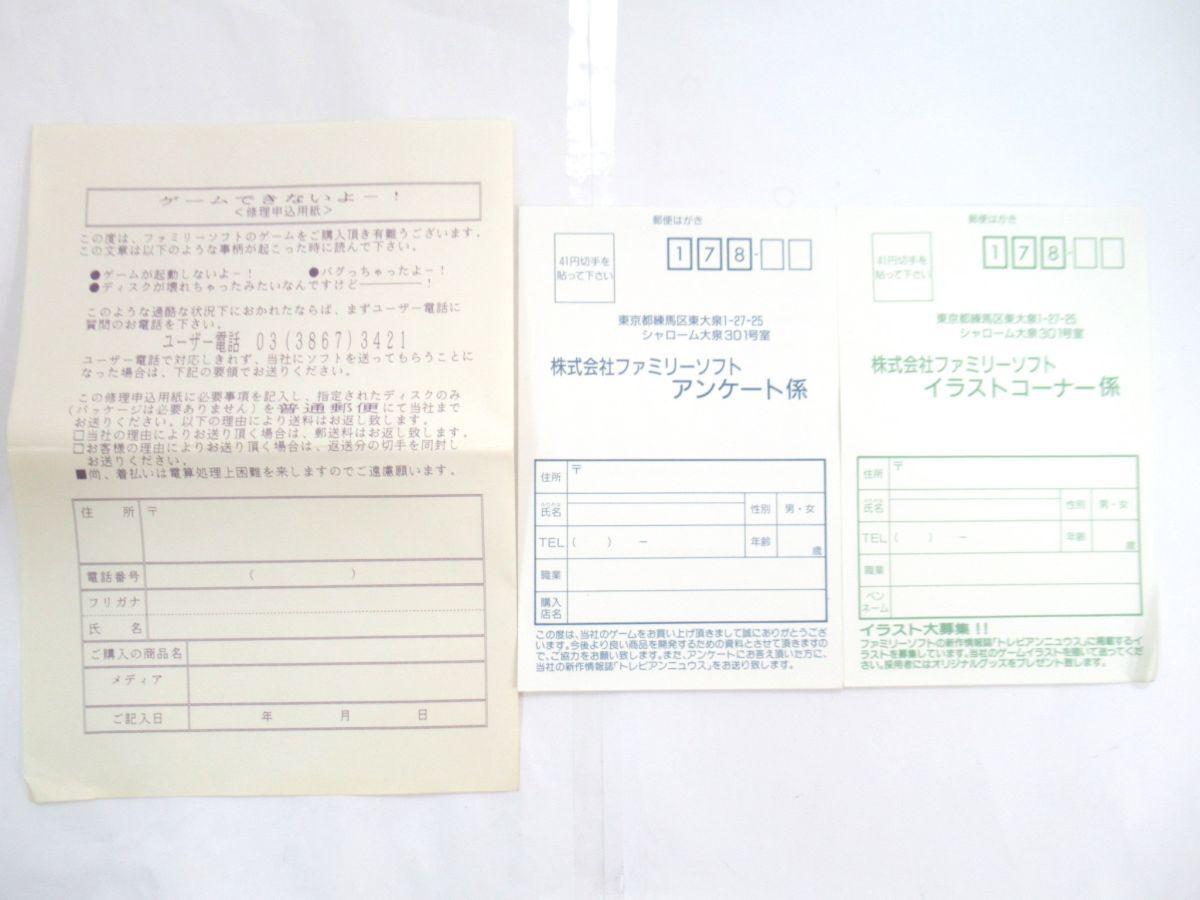 ゲームできないよー！
＜修理申込用紙＞
この度は、ファミリーソフトのゲームをご購入頂き有難うございます。
この文章は以下のような事柄が起こった時に読んで下さい。
●ゲームが起動しないよー！ ●バグっちゃったよー！
●ディスクが壊れちゃったみたいなんですけど————！
このような過酷な状況下におかれたならば、まずユーザー電話に
質問のお電話を下さい。
ユーザー電話 03(3867)3421
ユーザー電話で対応しきれず、当社にソフトを送ってもらうことに
なった場合は、下記の要領でお送りください。
この修理申込用紙に必要事項を記入し、指定されたディスクのみ
(パッケージは必要ありません)を普通郵便にて当社まで
お送りください。以下の理由により送料はお返し致します。
□当社の理由によりお送り頂く場合は、郵送料はお返し致します。
□お客様の理由によりお送り頂く場合は、返送分の切手を同封し
お送りください。
■尚、着払いは電算処理上困難を来しますのでご遠慮願います。
住 所 〒
電話番号 ( )
フリガナ
氏 名
ご購入の商品名
メディア
ご記入日 年 月 日
郵便はがき
41円切手を
貼って下さい
178-
東京都練馬区東大泉1-27-25
シャローム大泉301号室
株式会社ファミリーソフト
アンケート係
住所 〒
ふりがな
氏名 性別 男・女
TEL ( ) － 年齢 歳
職業
購入
店名
この度は、当社のゲームをお買い上げ頂きまして誠にありがとうござ
います。今後より良い商品を開発するための資料とさせて頂きますの
で、ご協力をお願い致します。また、アンケートにお答え頂いた方に、
当社の新作情報誌「トレビアンニュウス」をお送り致します。
郵便はがき
41円切手を
貼って下さい
178-
東京都練馬区東大泉1-27-25
シャローム大泉301号室
株式会社ファミリーソフト
イラストコーナー係
住所 〒
ふりがな
氏名 性別 男・女
TEL ( ) － 年齢 歳
職業
ペン
ネーム
イラスト大募集！！
ファミリーソフトの新作情報誌「トレビアンニュウス」に掲載するイ
ラストを募集しています。当社のゲームイラストを描いて送ってくだ
さい。採用者にはオリジナルグッズをプレゼント致します。